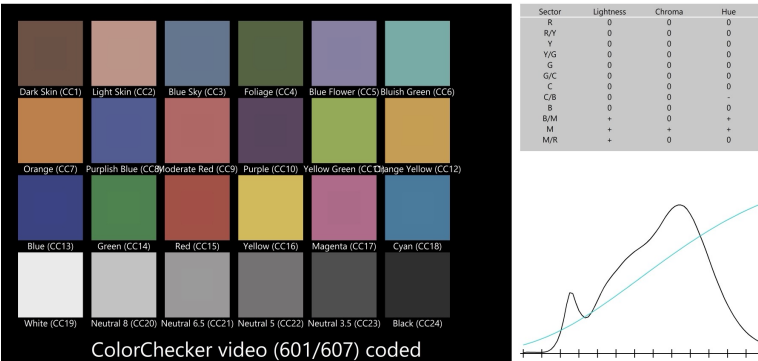 Dark Skin (CC1) Light Skin (CC2) Blue Sky (CC3) Foliage (CC4) Blue Flower (CC5) Bluish Green (CC6)
Orange (CC7) Purplish Blue (CC8) Moderate Red (CC9) Purple (CC10) Yellow Green (CC11) Orange Yellow (CC12)
Blue (CC13) Green (CC14) Red (CC15) Yellow (CC16) Magenta (CC17) Cyan (CC18)
White (CC19) Neutral 8 (CC20) Neutral 6.5 (CC21) Neutral 5 (CC22) Neutral 3.5 (CC23) Black (CC24)
ColorChecker video (601/607) coded
Sector Lightness Chroma Hue
R 0 0 0
R/Y 0 0 0
Y 0 0 0
Y/G 0 0 0
G 0 0 0
G/C 0 0 0
C 0 0 0
C/B 0 0 -
B 0 0 0
B/M + 0 +
M + + +
M/R + 0 0